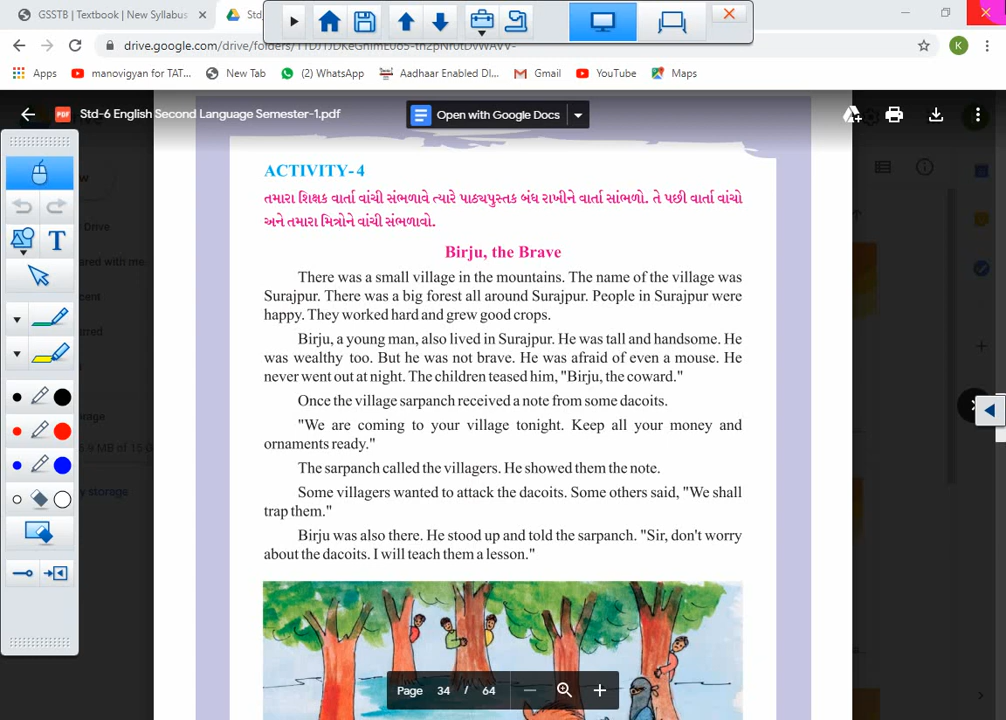 GSSTB | Textbook | New Syllabus
Std
drive.google.com/drive/folders/
K
Apps
manovigyan for TAT...
New Tab
(2) WhatsApp
Aadhaar Enabled DI...
Gmail
YouTube
Maps
PDF
Std-6 English Second Language Semester-1.pdf
Open with Google Docs
ACTIVITY-4
તમારા શિક્ષક વાર્તા વાંચી સંભળાવે ત્યારે પાઠ્યપુસ્તક બંધ રાખીને વાર્તા સાંભળો. તે પછી વાર્તા વાંચો
અને તમારા મિત્રોને વાંચી સંભળાવો.
Birju, the Brave
There was a small village in the mountains. The name of the village was
Surajpur. There was a big forest all around Surajpur. People in Surajpur were
happy. They worked hard and grew good crops.
Birju, a young man, also lived in Surajpur. He was tall and handsome. He
was wealthy too. But he was not brave. He was afraid of even a mouse. He
never went out at night. The children teased him, "Birju, the coward."
Once the village sarpanch received a note from some dacoits.
"We are coming to your village tonight. Keep all your money and
ornaments ready."
The sarpanch called the villagers. He showed them the note.
Some villagers wanted to attack the dacoits. Some others said, "We shall
trap them."
Birju was also there. He stood up and told the sarpanch. "Sir, don't worry
about the dacoits. I will teach them a lesson."
T
Drive
ared with me
cent
rred
rage
storage
Page 34 / 64